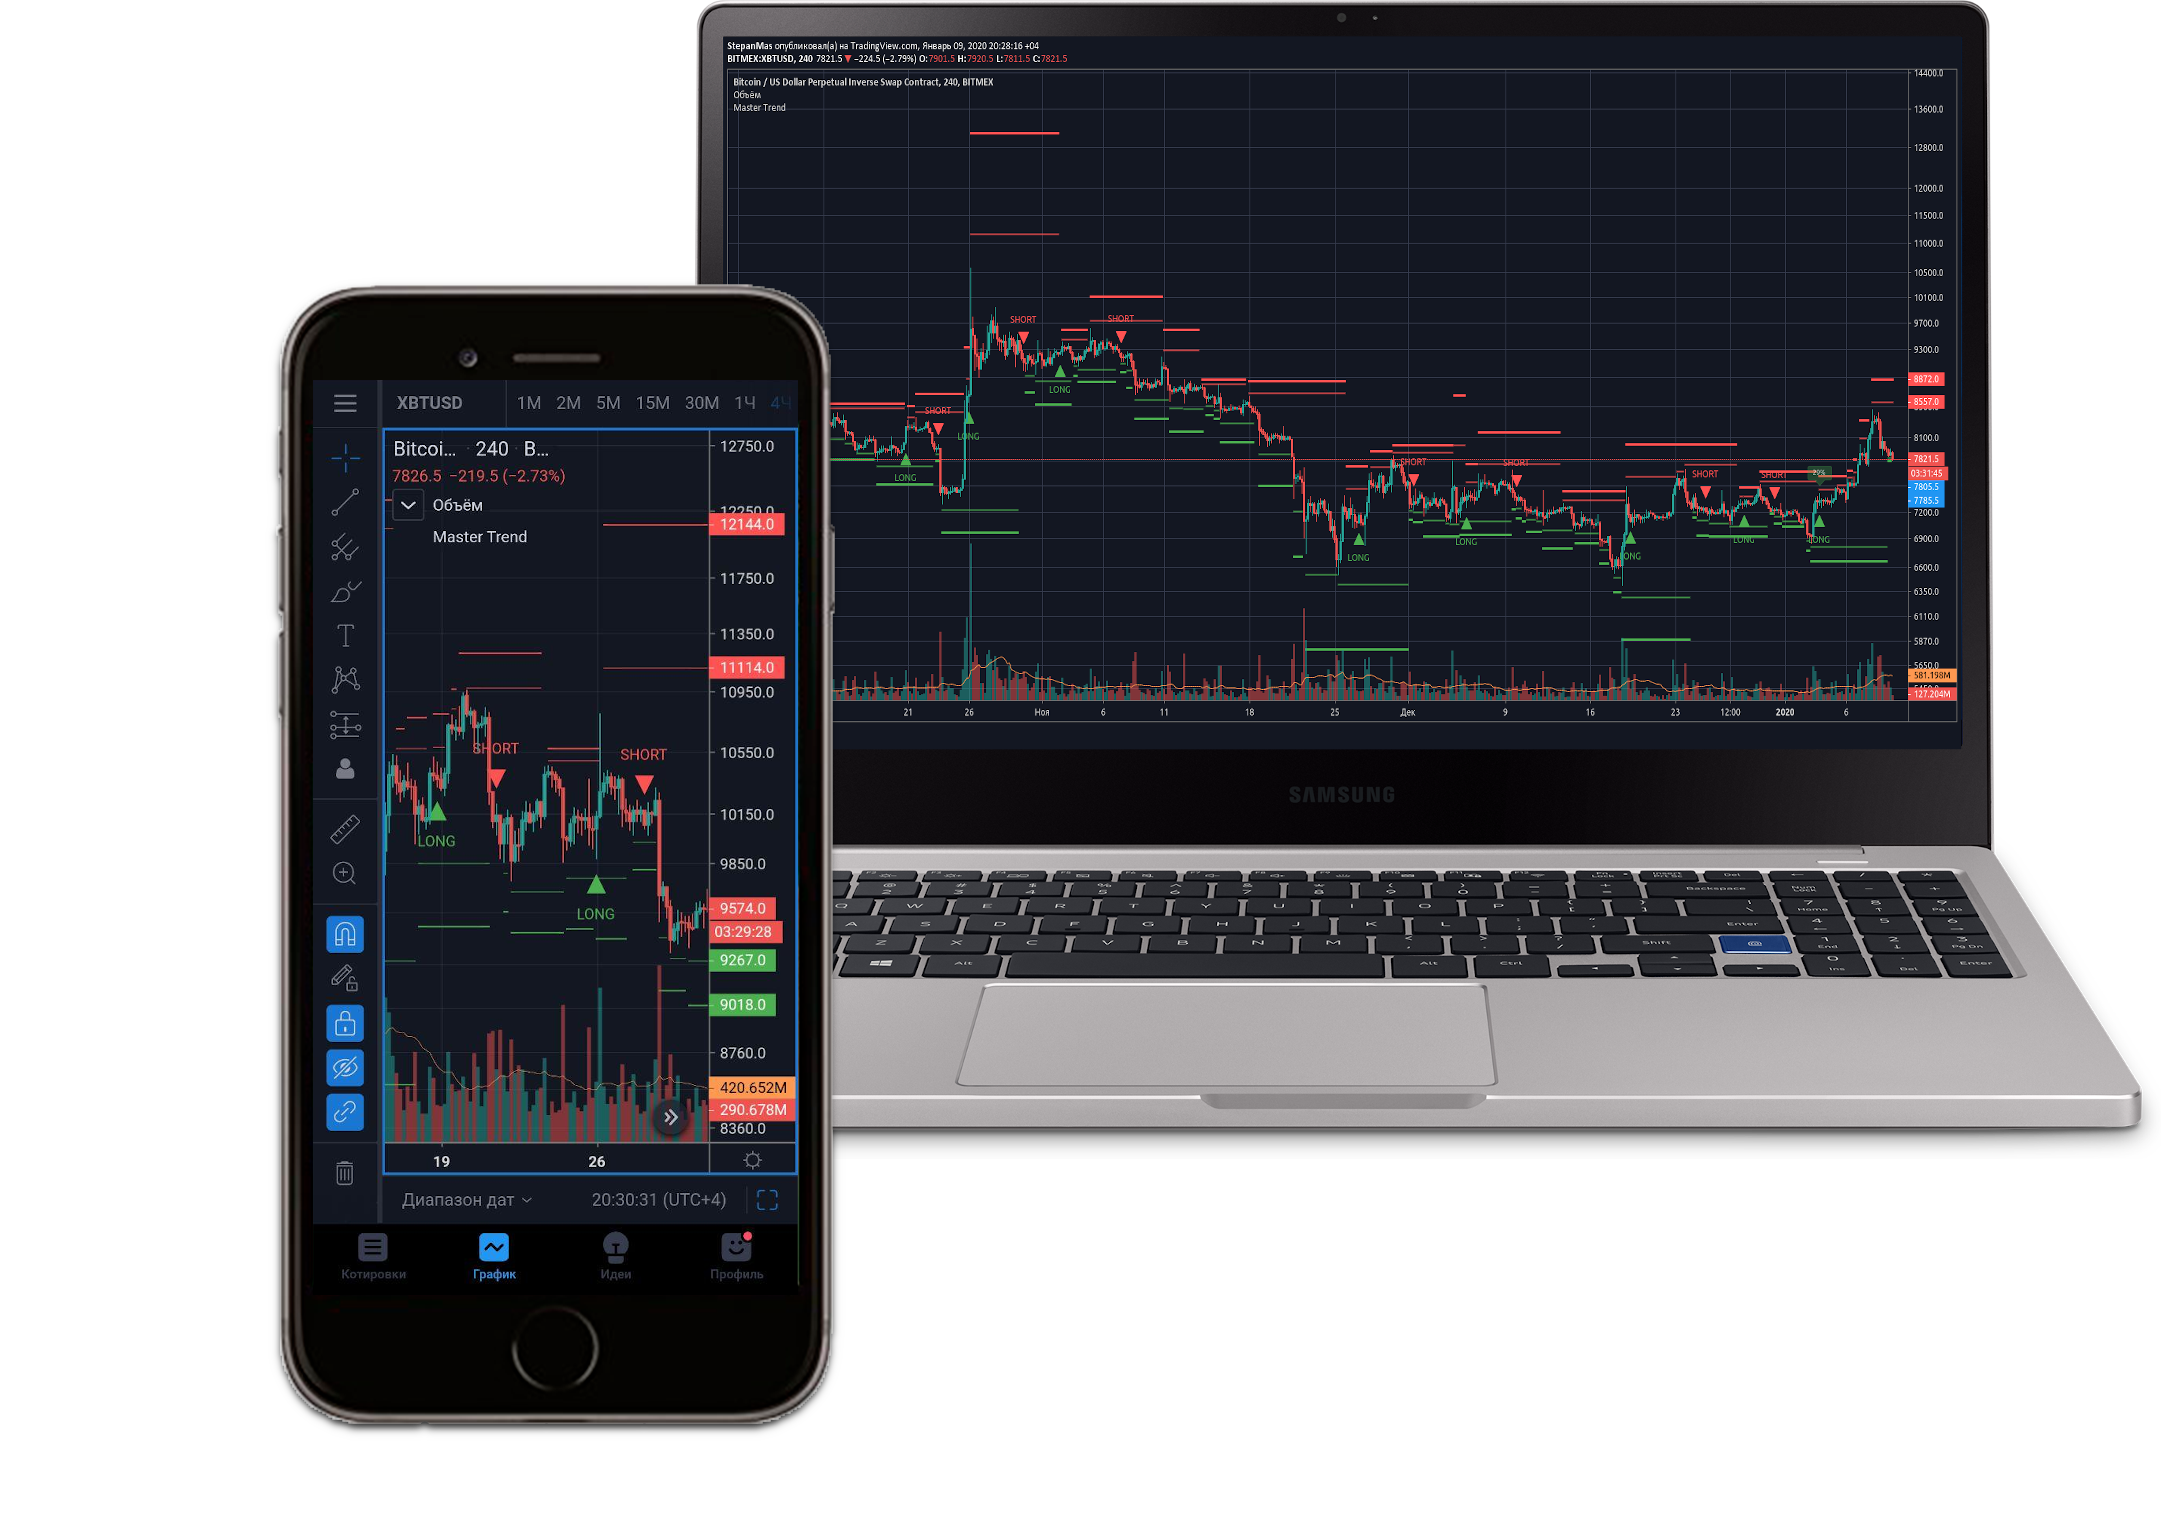 StepanMas опубликовал(а) на TradingView.com, Январь 09, 2020 20:28:16 +04
BITMEX:XBTUSD, 240 7821.5 ▼ −224.5 (−2.79%) O:7901.5 H:7920.5 L:7811.5 C:7821.5
Bitcoin / US Dollar Perpetual Inverse Swap Contract, 240, BITMEX
Объём
Master Trend
14400.0
13600.0
12800.0
12000.0
11500.0
11000.0
10500.0
10100.0
9700.0
9300.0
8872.0
8557.0
8100.0
7821.5
03:31:45
7805.5
7785.5
7200.0
6900.0
6600.0
6350.0
6110.0
5870.0
5650.0
581.198M
127.204M
SHORT
SHORT
SHORT
LONG
LONG
LONG
SHORT
SHORT
SHORT
SHORT
LONG
LONG
LONG
LONG
LONG
21 26 Ноя 6 11 18 25 Дек 9 16 23 12:00 2020 6
SAMSUNG
XBTUSD 1М 2М 5М 15М 30М 1Ч 4Ч
Bitcoi... · 240 · B...
7826.5 −219.5 (−2.73%)
Объём
Master Trend
12750.0
12250.0
12144.0
11750.0
11350.0
11114.0
10950.0
10550.0
10150.0
9850.0
9574.0
03:29:28
9267.0
9018.0
8760.0
420.652M
290.678M
8360.0
SHORT
SHORT
LONG
LONG
19 26
Диапазон дат 20:30:31 (UTC+4)
Котировки График Идеи Профиль
Backspace
Q W E R T Y U I O P
A S D F G H J K L
Enter
Z X C V B N M
Shift
Alt Alt Ctrl
Enter